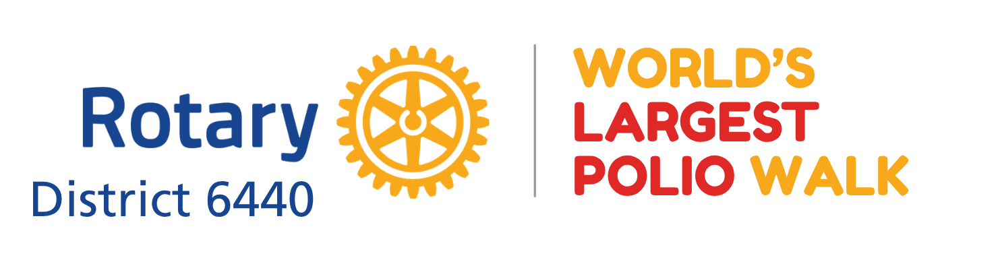 Rotary
District 6440
WORLD’S
LARGEST
POLIO WALK